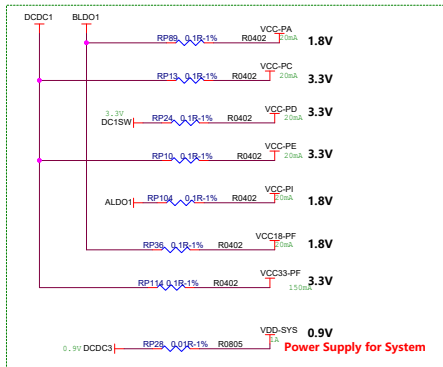 DCDC1 BLDO1
VCC-PA
RP89 0.1R-1% R0402 20mA 1.8V
VCC-PC
RP13 0.1R-1% R0402 20mA 3.3V
3.3V VCC-PD 3.3V
DC1SW RP24 0.1R-1% R0402 20mA
VCC-PE
RP10 0.1R-1% R0402 20mA 3.3V
VCC-PI
ALDO1 RP104 0.1R-1% R0402 20mA 1.8V
VCC18-PF
RP36 0.1R-1% R0402 20mA 1.8V
VCC33-PF
RP114 0.1R-1% R0402 150mA 3.3V
VDD-SYS 0.9V
0.9V DCDC3 RP28 0.01R-1% R0805 1A Power Supply for System